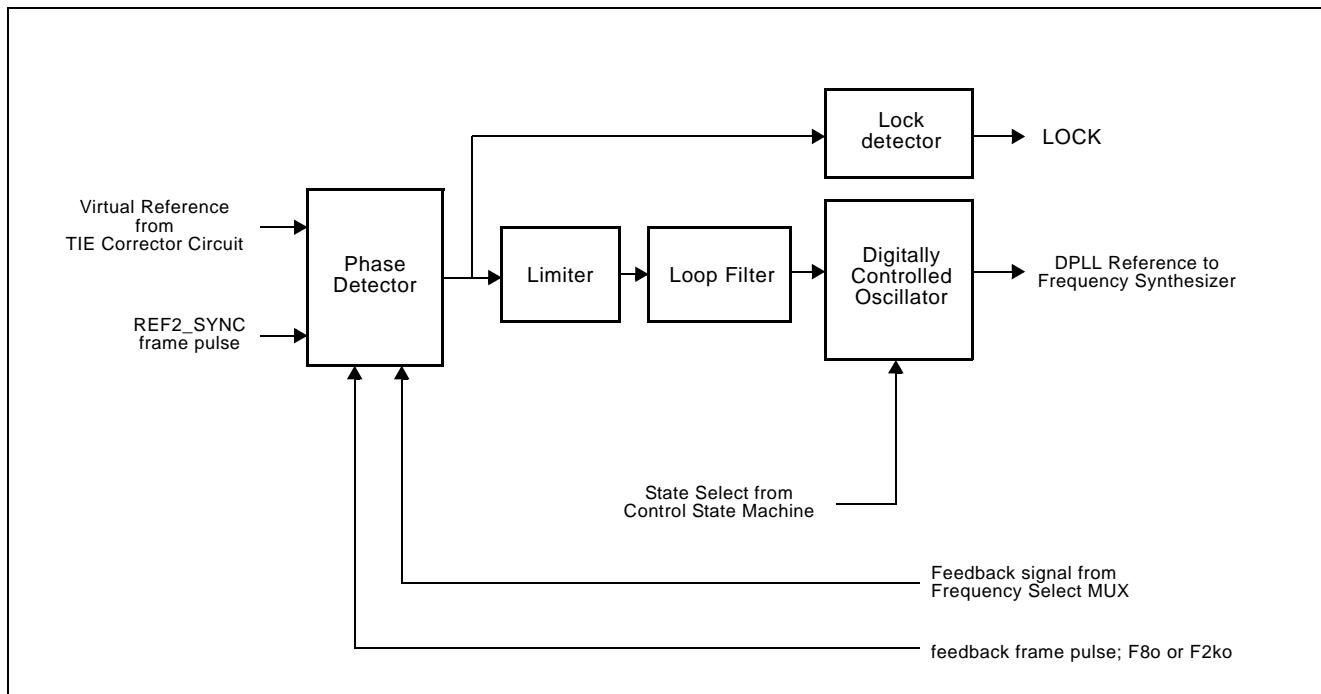 Lock
detector
LOCK
Virtual Reference
from
TIE Corrector Circuit
REF2_SYNC
frame pulse
Phase
Detector
Limiter
Loop Filter
Digitally
Controlled
Oscillator
DPLL Reference to
Frequency Synthesizer
State Select from
Control State Machine
Feedback signal from
Frequency Select MUX
feedback frame pulse; F8o or F2ko